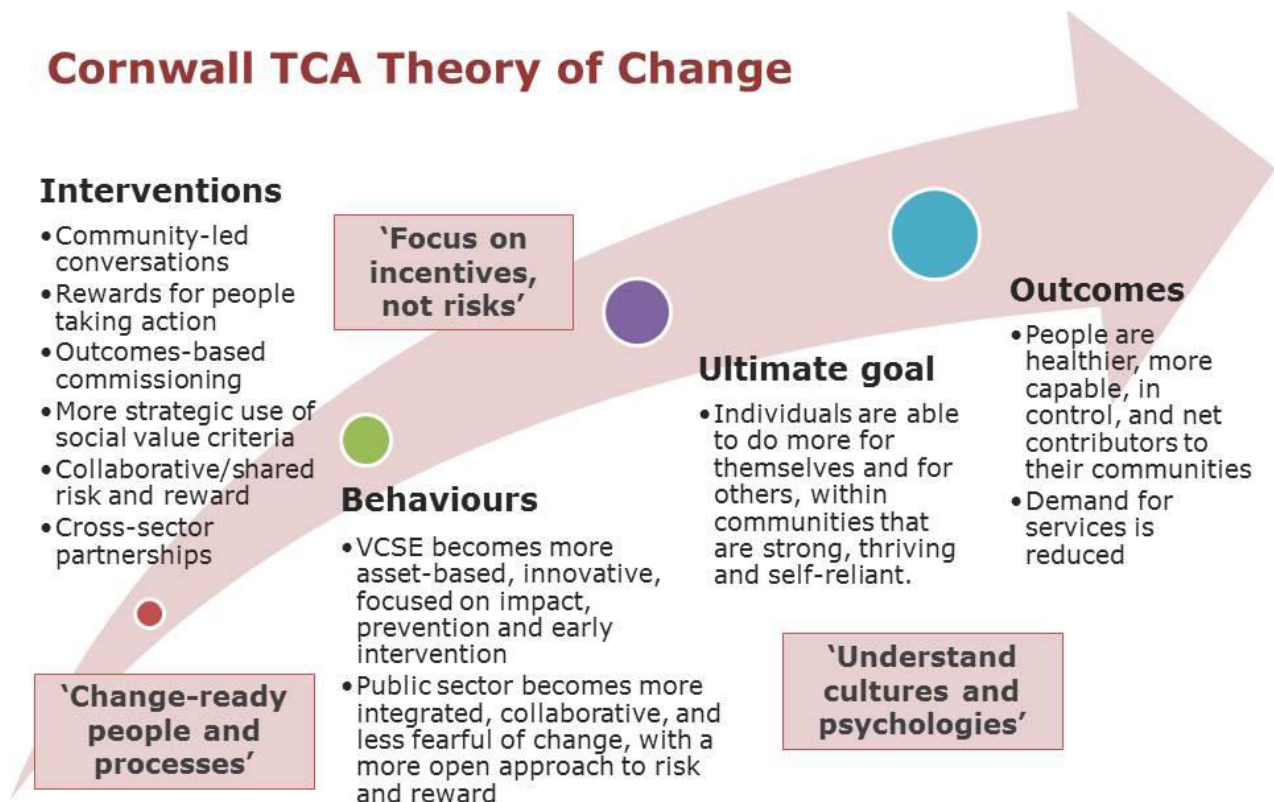 Cornwall TCA Theory of Change
Interventions
•Community-led
conversations
•Rewards for people
taking action
•Outcomes-based
commissioning
•More strategic use of
social value criteria
•Collaborative/shared
risk and reward
•Cross-sector
partnerships
‘Change-ready
people and
processes’
‘Focus on
incentives,
not risks’
Behaviours
•VCSE becomes more
asset-based, innovative,
focused on impact,
prevention and early
intervention
•Public sector becomes more
integrated, collaborative, and
less fearful of change, with a
more open approach to risk
and reward
Ultimate goal
•Individuals are able
to do more for
themselves and for
others, within
communities that
are strong, thriving
and self-reliant.
‘Understand
cultures and
psychologies’
Outcomes
•People are
healthier, more
capable, in
control, and net
contributors to
their communities
•Demand for
services is
reduced